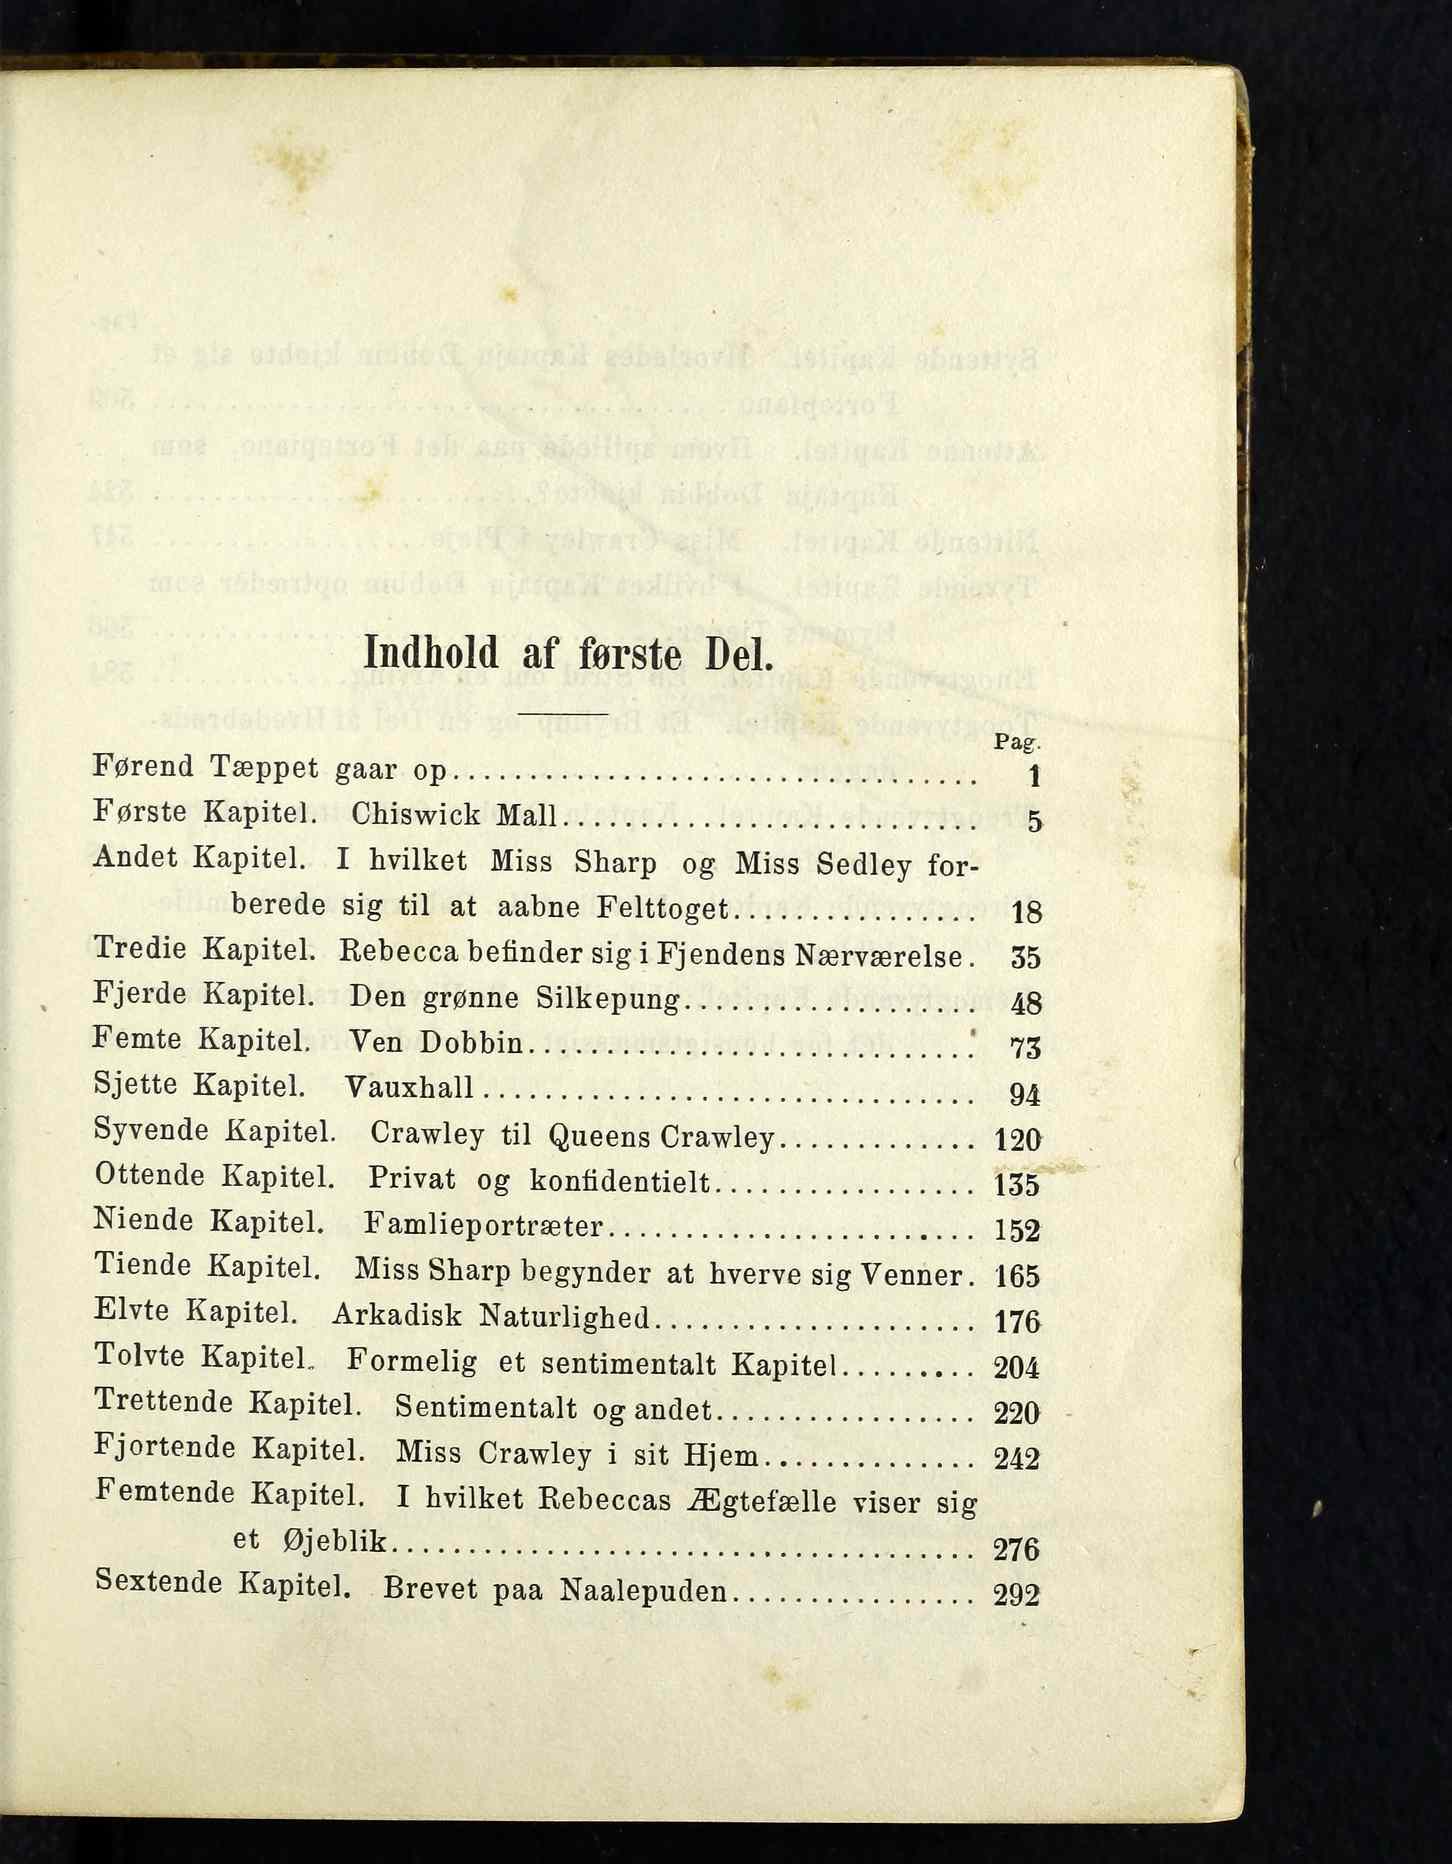 Indhold af første Del.
Pag.
Førend Tæppet gaar op.................................. 1
Første Kapitel. Chiswick Mall........................... 5
Andet Kapitel. I hvilket Miss Sharp og Miss Sedley for-
berede sig til at aabne Felttoget................ 18
Tredie Kapitel. Rebecca befinder sig i Fjendens Nærværelse. 35
Fjerde Kapitel. Den grønne Silkepung................... 48
Femte Kapitel. Ven Dobbin............................. 73
Sjette Kapitel. Vauxhall ................................ 94
Syvende Kapitel. Crawley til Queens Crawley............. 120
Ottende Kapitel. Privat og konfidentielt................. 135
Niende Kapitel. Famlieportræter........................ 152
Tiende Kapitel. Miss Sharp begynder at hverve sig Venner. 165
Elvte Kapitel. Arkadisk Naturlighed..................... 176
Tolvte Kapitel. Formelig et sentimentalt Kapitel......... 204
Trettende Kapitel. Sentimentalt og andet................. 220
Fjortende Kapitel. Miss Crawley i sit Hjem.............. 242
Femtende Kapitel. I hvilket Rebeccas Ægtefælle viser sig
et Øjeblik...................................... 276
Sextende Kapitel. Brevet paa Naalepuden................ 292